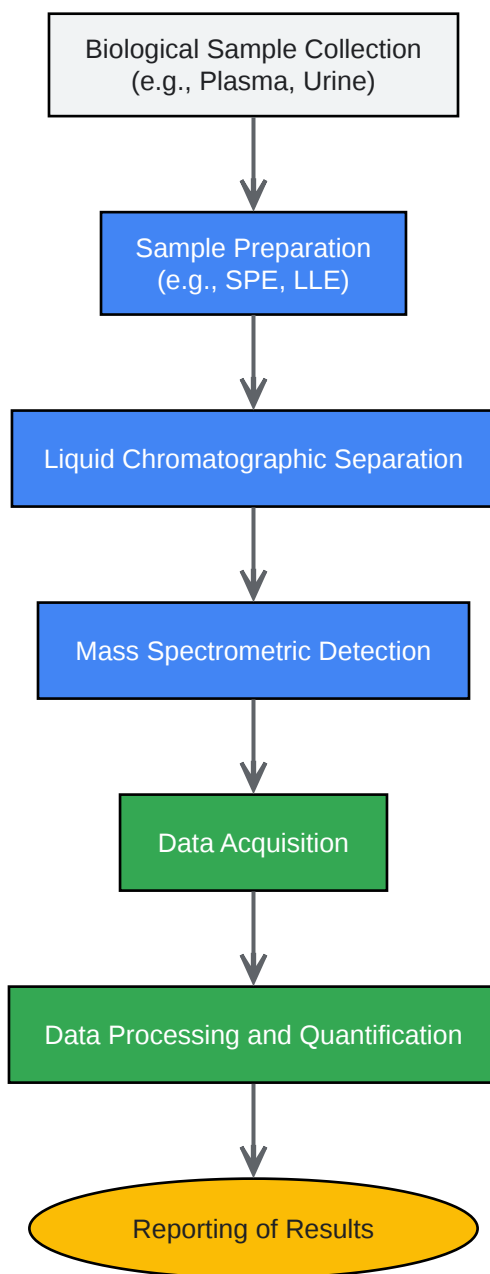 Biological Sample Collection
(e.g., Plasma, Urine)
Sample Preparation
(e.g., SPE, LLE)
Liquid Chromatographic Separation
Mass Spectrometric Detection
Data Acquisition
Data Processing and Quantification
Reporting of Results